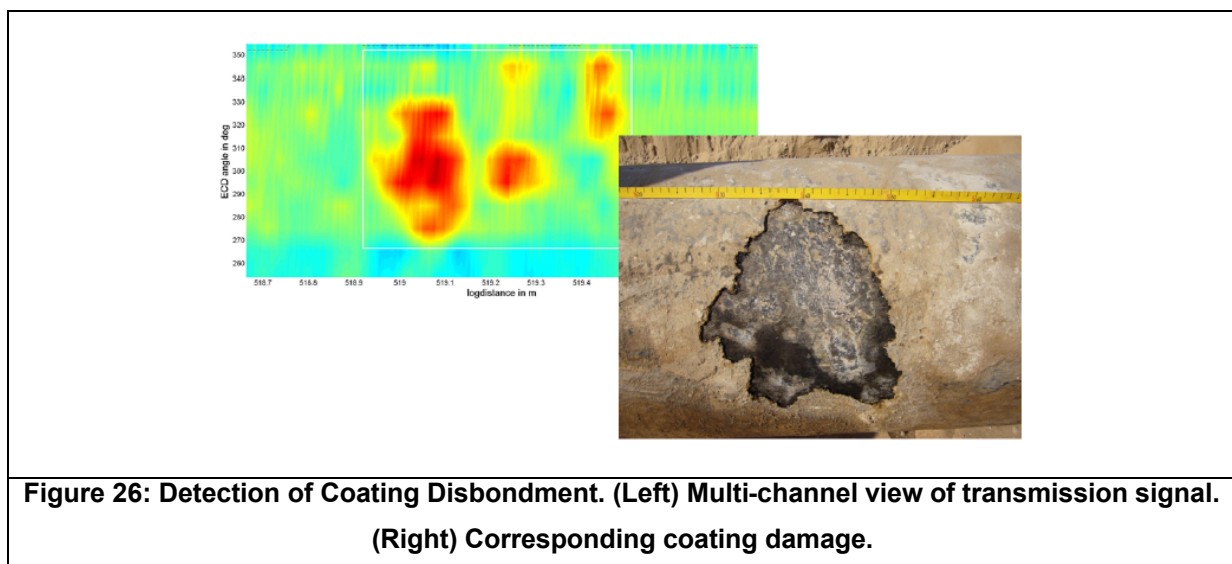 350
340
330
320
310
300
290
280
270
260
ECD angle in deg
518.7 518.8 518.9 519 519.1 519.2 519.3 519.4
logdistance in m
Figure 26: Detection of Coating Disbondment. (Left) Multi-channel view of transmission signal.
(Right) Corresponding coating damage.